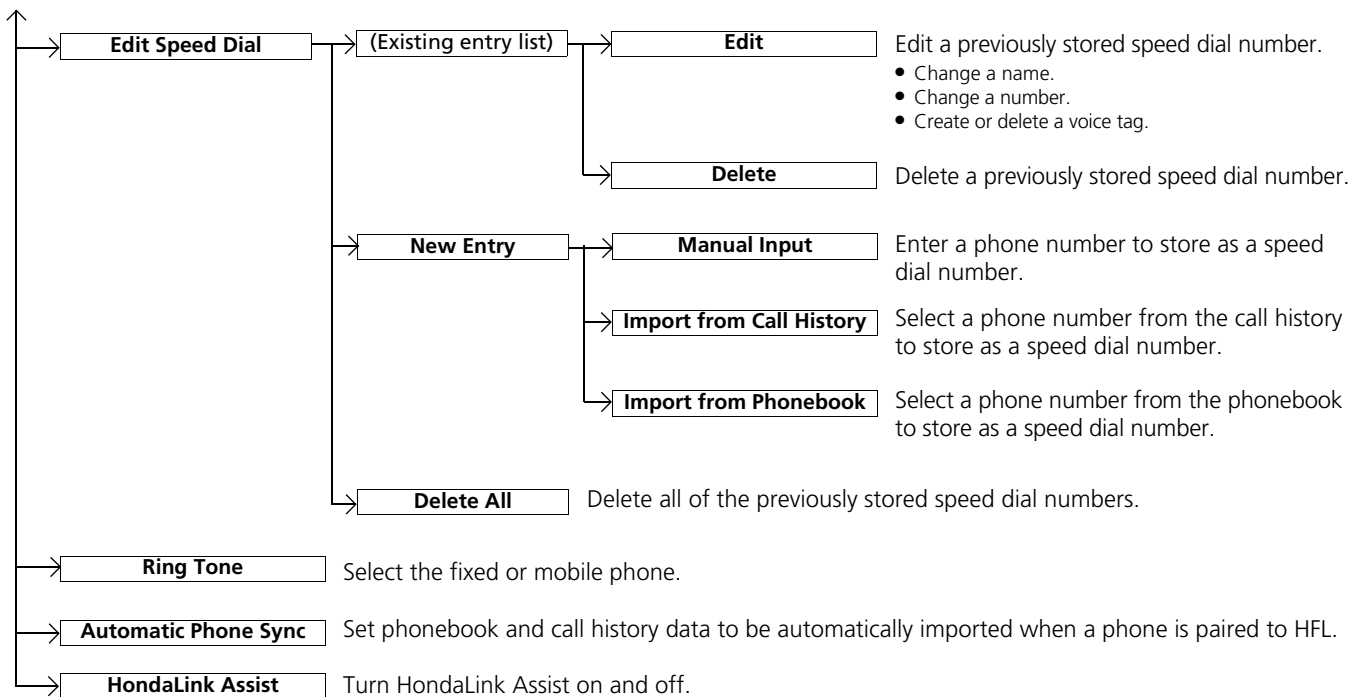 Edit Speed Dial
(Existing entry list)
Edit
Edit a previously stored speed dial number.
● Change a name.
● Change a number.
● Create or delete a voice tag.
Delete
Delete a previously stored speed dial number.
New Entry
Manual Input
Enter a phone number to store as a speed
dial number.
Import from Call History
Select a phone number from the call history
to store as a speed dial number.
Import from Phonebook
Select a phone number from the phonebook
to store as a speed dial number.
Delete All
Delete all of the previously stored speed dial numbers.
Ring Tone
Select the fixed or mobile phone.
Automatic Phone Sync
Set phonebook and call history data to be automatically imported when a phone is paired to HFL.
HondaLink Assist
Turn HondaLink Assist on and off.